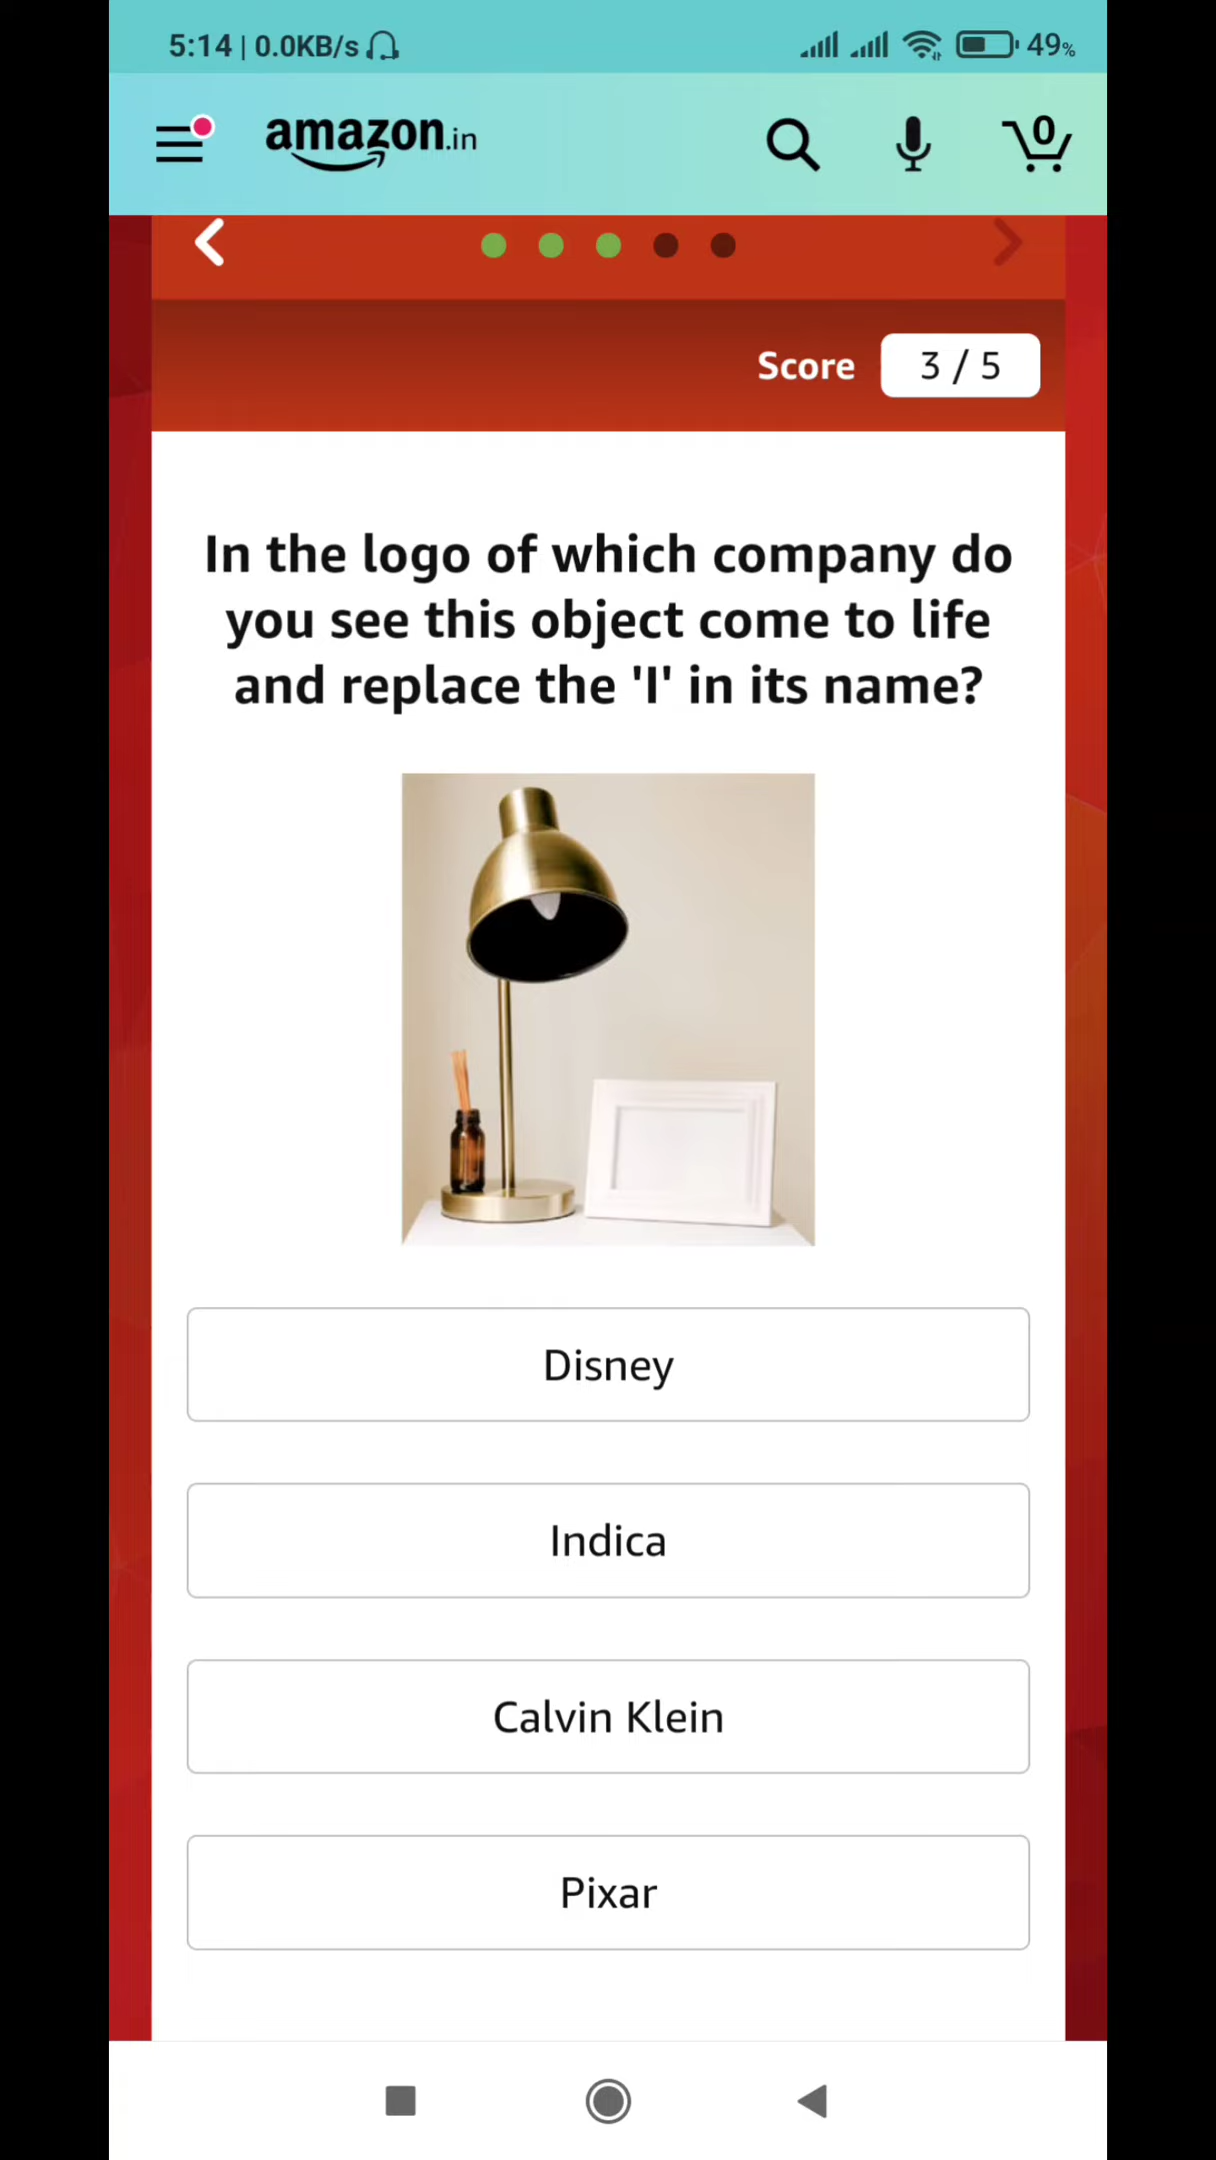 5:14 | 0.0KB/s 49%
amazon.in 0
Score 3 / 5
In the logo of which company do
you see this object come to life
and replace the 'I' in its name?
Disney
Indica
Calvin Klein
Pixar